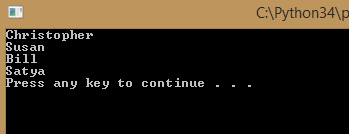 C:\Python34\p
Christopher
Susan
Bill
Satya
Press any key to continue . . .